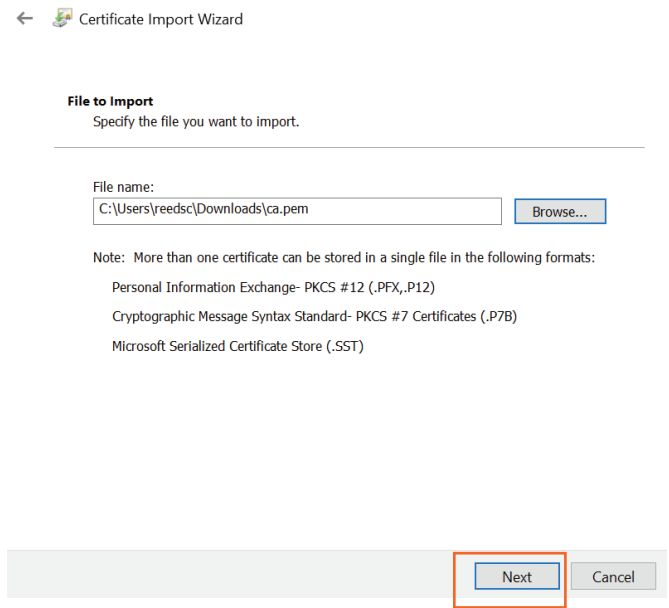 Certificate Import Wizard
File to Import
Specify the file you want to import.
File name:
C:\Users\reedsc\Downloads\ca.pem
Browse...
Note: More than one certificate can be stored in a single file in the following formats:
Personal Information Exchange- PKCS #12 (.PFX,.P12)
Cryptographic Message Syntax Standard- PKCS #7 Certificates (.P7B)
Microsoft Serialized Certificate Store (.SST)
Next
Cancel